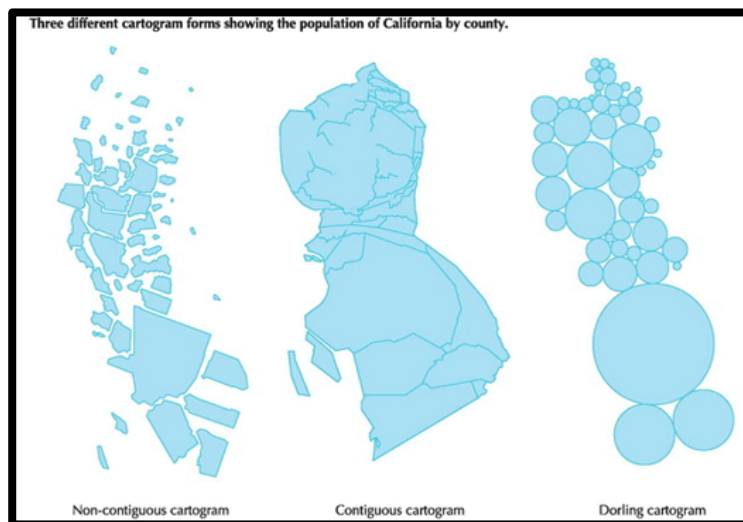 Three different cartogram forms showing the population of California by county.
Non-contiguous cartogram
Contiguous cartogram
Dorling cartogram